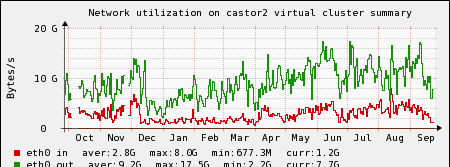 Network utilization on castor2 virtual cluster summary
Bytes/s
20 G
10 G
0
Oct Nov Dec Jan Feb Mar Apr May Jun Jul Aug Sep
eth0 in aver:2.8G max:8.0G min:677.3M curr:1.2G
eth0 out aver:9.2G max:17.5G min:2.2G curr:7.7G